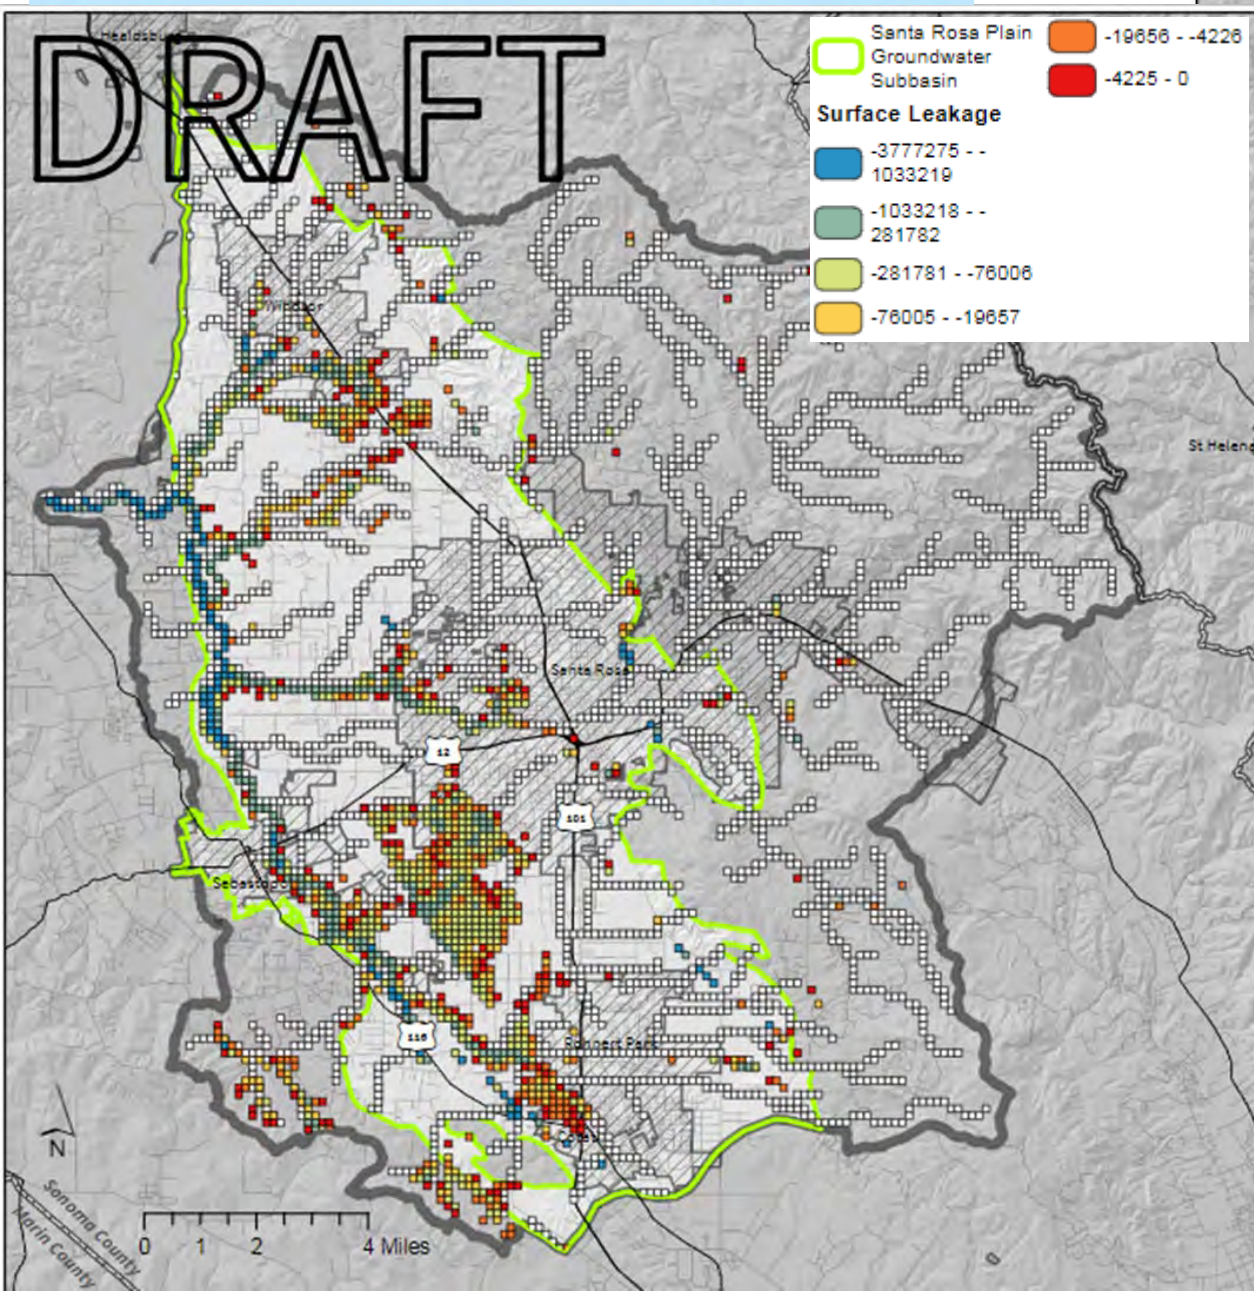 DRAFT
Healdsburg
Santa Rosa Plain
Groundwater
Subbasin
-19656 - -4226
-4225 - 0
Surface Leakage
-3777275 - -
1033219
-1033218 - -
281782
-281781 - -76006
-76005 - -19657
Windsor
St Helena
Santa Rosa
12
101
Sebastopol
116
Rohnert Park
N
Sonoma County
Marin County
0 1 2 4 Miles